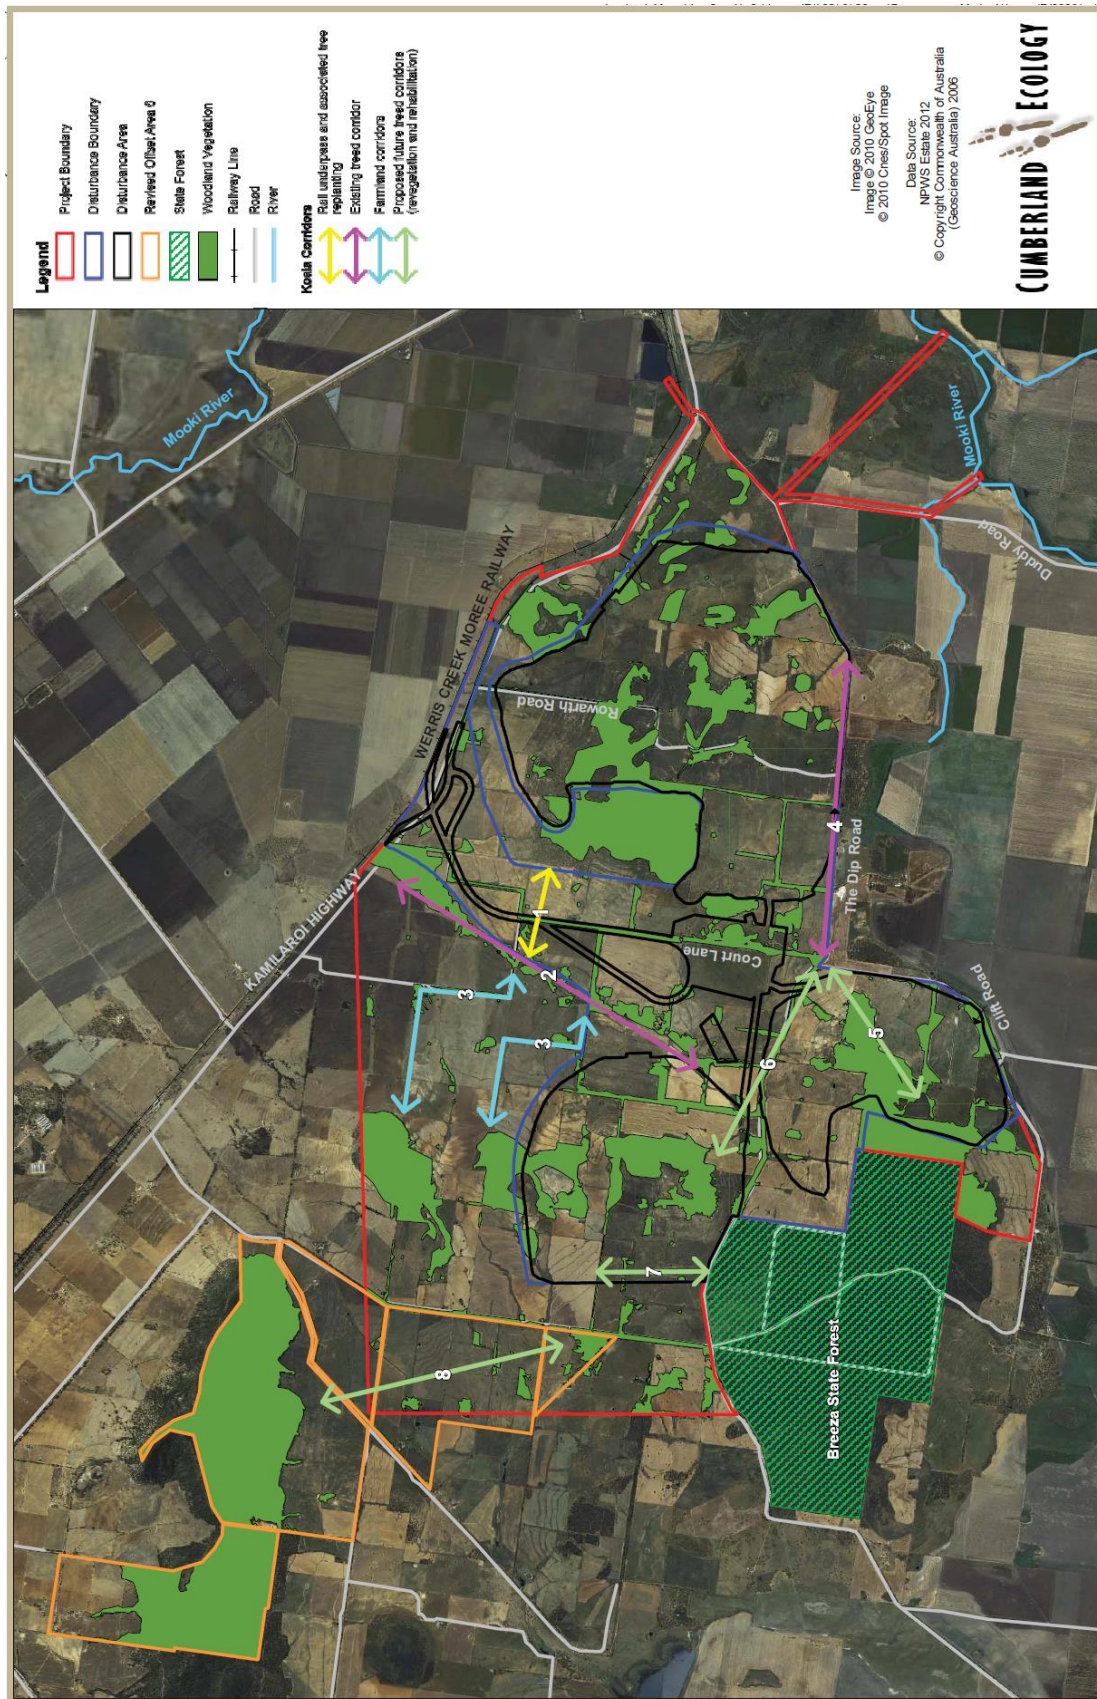 Legend
Project Boundary
Disturbance Boundary
Disturbance Area
Revised Offset Area 6
State Forest
Woodland Vegetation
Railway Line
Road
River
Koala Corridors
Rail underpass and associated tree
replanting
Existing treed corridor
Farmland corridors
Proposed future treed corridors
(revegetation and rehabilitation)
Image Source:
Image © 2010 GeoEye
© 2010 Cnes/Spot Image
Data Source:
NPWS Estate 2012
© Copyright Commonwealth of Australia
(Geoscience Australia) 2006
CUMBERLAND ECOLOGY
Mooki River
KAMILAROI HIGHWAY
WERRIS CREEK MOREE RAILWAY
Rowarth Road
Court Lane
The Dip Road
Clift Road
Duddy Road
Mooki River
Breeza State Forest
1
2
3
3
4
5
6
7
8